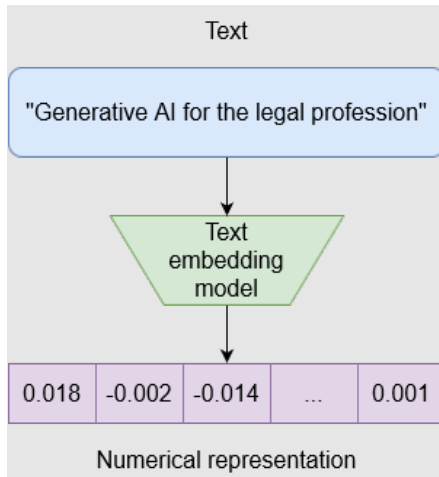 Text
"Generative AI for the legal profession"
Text
embedding
model
0.018 -0.002 -0.014 ... 0.001
Numerical representation